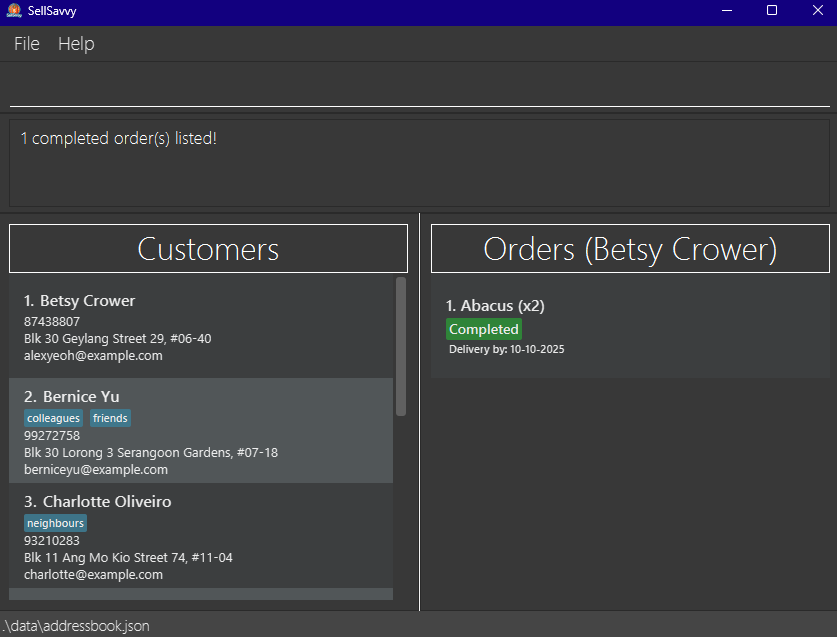 SellSavvy
File Help
1 completed order(s) listed!
Customers
1. Betsy Crower
87438807
Blk 30 Geylang Street 29, #06-40
alexyeoh@example.com
2. Bernice Yu
colleagues friends
99272758
Blk 30 Lorong 3 Serangoon Gardens, #07-18
berniceyu@example.com
3. Charlotte Oliveiro
neighbours
93210283
Blk 11 Ang Mo Kio Street 74, #11-04
charlotte@example.com
Orders (Betsy Crower)
1. Abacus (x2)
Completed
Delivery by: 10-10-2025
.\data\addressbook.json